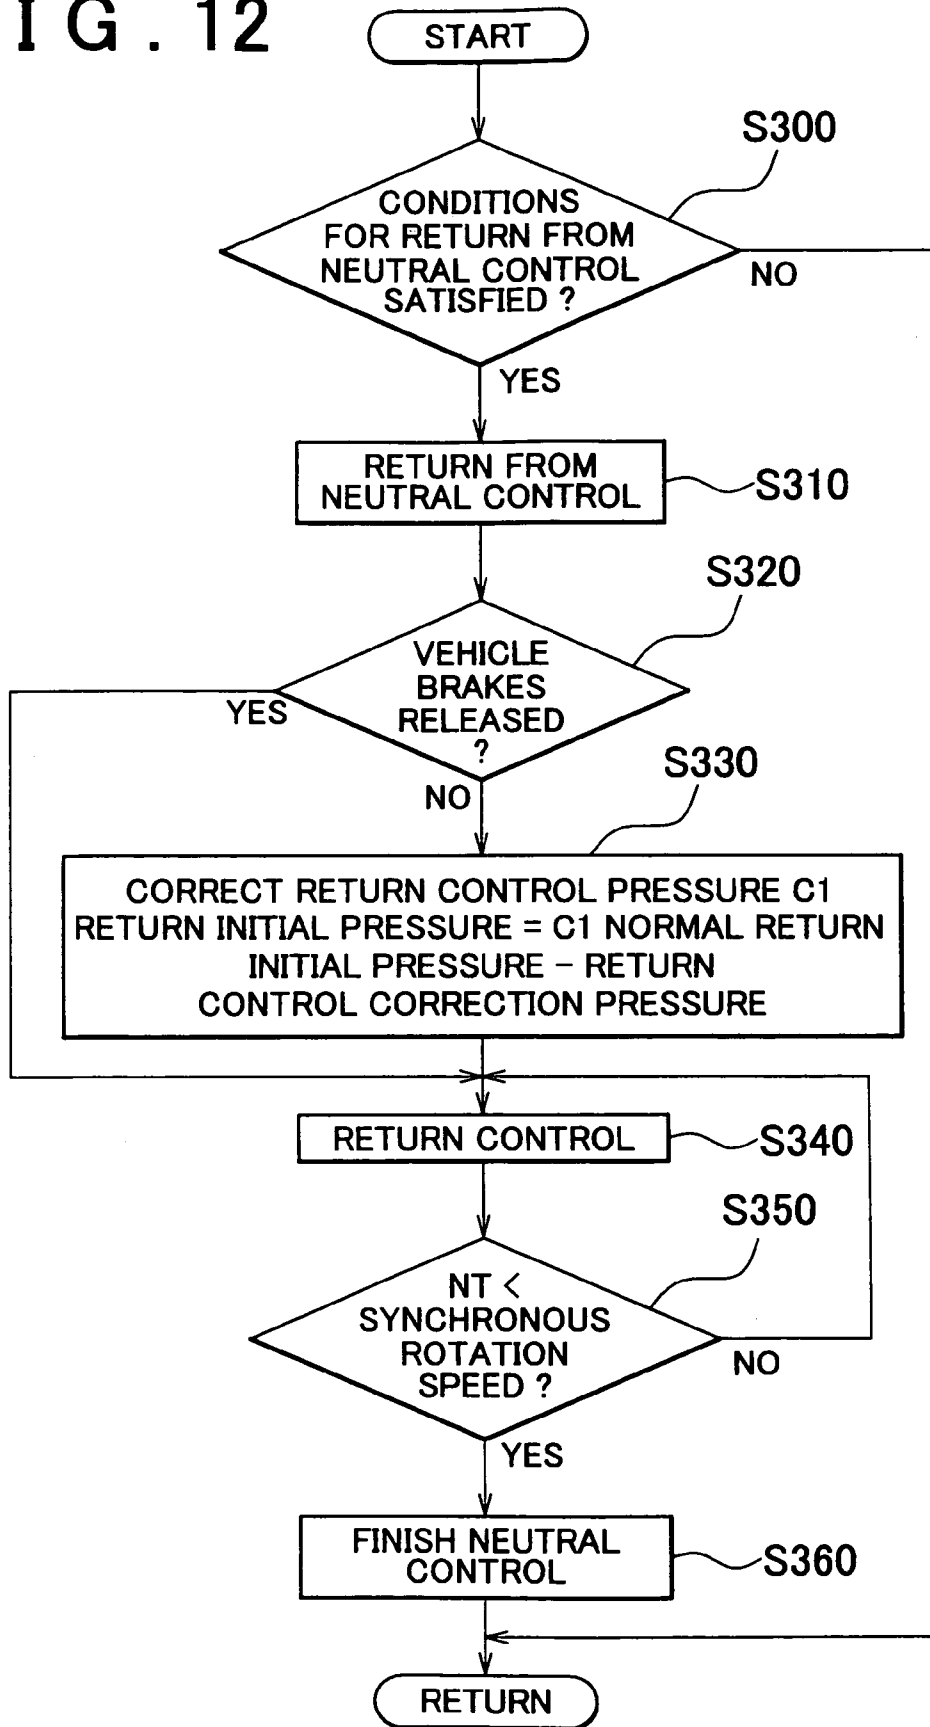 IG. 12
START
S300
CONDITIONS
FOR RETURN FROM
NEUTRAL CONTROL
SATISFIED ?
NO
YES
RETURN FROM
NEUTRAL CONTROL
S310
S320
VEHICLE
BRAKES
RELEASED
?
YES
NO
S330
CORRECT RETURN CONTROL PRESSURE C1
RETURN INITIAL PRESSURE = C1 NORMAL RETURN
INITIAL PRESSURE − RETURN
CONTROL CORRECTION PRESSURE
RETURN CONTROL
S340
S350
NT <
SYNCHRONOUS
ROTATION
SPEED ?
NO
YES
FINISH NEUTRAL
CONTROL
S360
RETURN